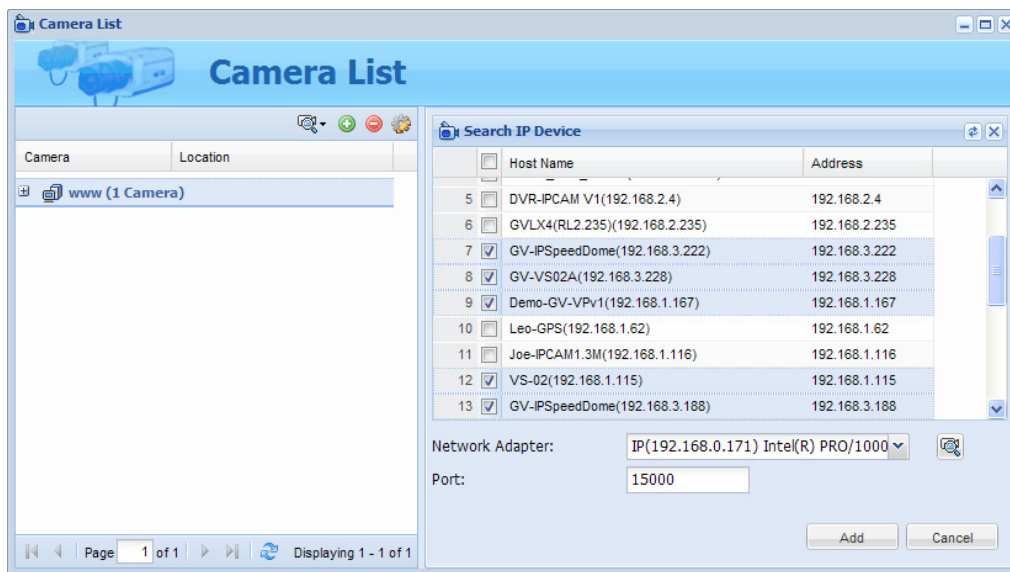 Camera List
Camera List
Camera Location
www (1 Camera)
Page 1 of 1 Displaying 1 - 1 of 1
Search IP Device
Host Name Address
5 DVR-IPCAM V1(192.168.2.4) 192.168.2.4
6 GVLX4(RL2.235)(192.168.2.235) 192.168.2.235
7 GV-IPSpeedDome(192.168.3.222) 192.168.3.222
8 GV-VS02A(192.168.3.228) 192.168.3.228
9 Demo-GV-VPv1(192.168.1.167) 192.168.1.167
10 Leo-GPS(192.168.1.62) 192.168.1.62
11 Joe-IPCAM1.3M(192.168.1.116) 192.168.1.116
12 VS-02(192.168.1.115) 192.168.1.115
13 GV-IPSpeedDome(192.168.3.188) 192.168.3.188
Network Adapter: IP(192.168.0.171) Intel(R) PRO/1000
Port: 15000
Add Cancel